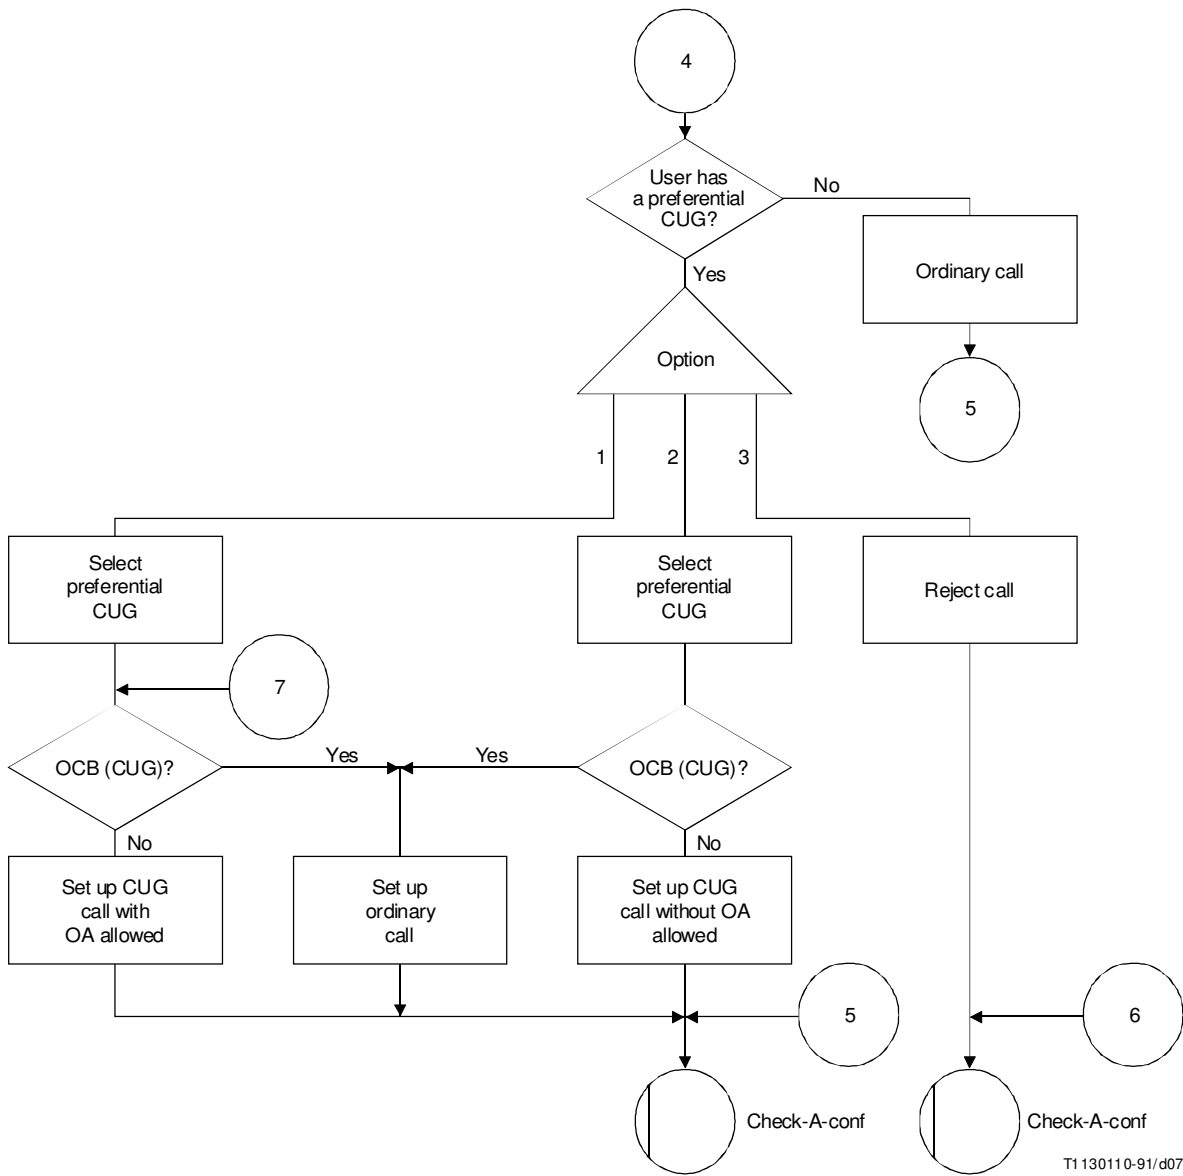 4
User has
a preferential
CUG?
No
Yes
Ordinary call
Option
5
1
2
3
Select
preferential
CUG
Select
preferential
CUG
Reject call
7
OCB (CUG)?
Yes
Yes
OCB (CUG)?
No
No
Set up CUG
call with
OA allowed
Set up
ordinary
call
Set up CUG
call without OA
allowed
5
6
Check-A-conf
Check-A-conf
T1130110-91/d07